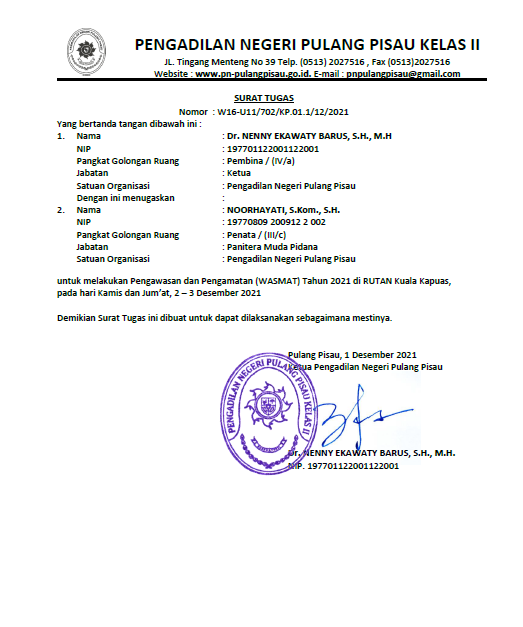 PENGADILAN NEGERI PULANG PISAU KELAS II
JL. Tingang Menteng No 39 Telp. (0513) 2027516 , Fax (0513)2027516
Website : www.pn-pulangpisau.go.id. E-mail : pnpulangpisau@gmail.com
SURAT TUGAS
Nomor : W16-U11/702/KP.01.1/12/2021
Yang bertanda tangan dibawah ini :
1. Nama : Dr. NENNY EKAWATY BARUS, S.H., M.H
NIP : 197701122001122001
Pangkat Golongan Ruang : Pembina / (IV/a)
Jabatan : Ketua
Satuan Organisasi : Pengadilan Negeri Pulang Pisau
Dengan ini menugaskan :
2. Nama : NOORHAYATI, S.Kom., S.H.
NIP : 19770809 200912 2 002
Pangkat Golongan Ruang : Penata / (III/c)
Jabatan : Panitera Muda Pidana
Satuan Organisasi : Pengadilan Negeri Pulang Pisau
untuk melakukan Pengawasan dan Pengamatan (WASMAT) Tahun 2021 di RUTAN Kuala Kapuas,
pada hari Kamis dan Jum'at, 2 – 3 Desember 2021
Demikian Surat Tugas ini dibuat untuk dapat dilaksanakan sebagaimana mestinya.
Pulang Pisau, 1 Desember 2021
Ketua Pengadilan Negeri Pulang Pisau
PENGADILAN NEGERI PULANG PISAU KELAS II
Dr. NENNY EKAWATY BARUS, S.H., M.H.
NIP. 197701122001122001